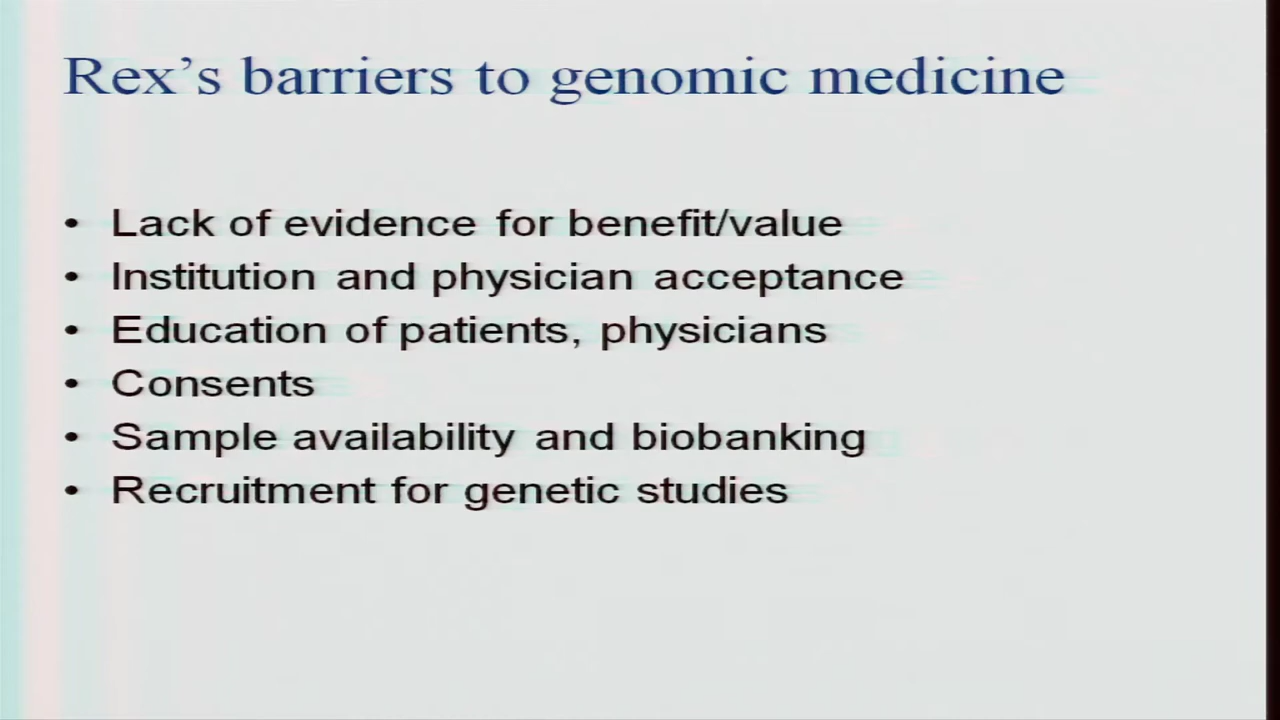 Rex's barriers to genomic medicine
• Lack of evidence for benefit/value
• Institution and physician acceptance
• Education of patients, physicians
• Consents
• Sample availability and biobanking
• Recruitment for genetic studies